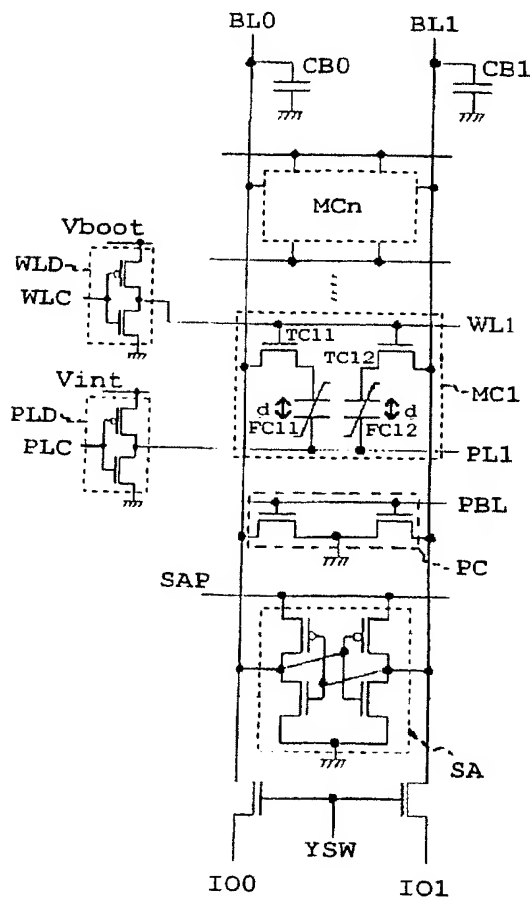 BL0 BL1
CB0 CB1
MCn
Vboot
WLD
WLC
WL1
TC11 TC12
MC1
Vint
d d
PLD
FC11 FC12
PLC
PL1
PBL
PC
SAP
SA
YSW
IO0 IO1